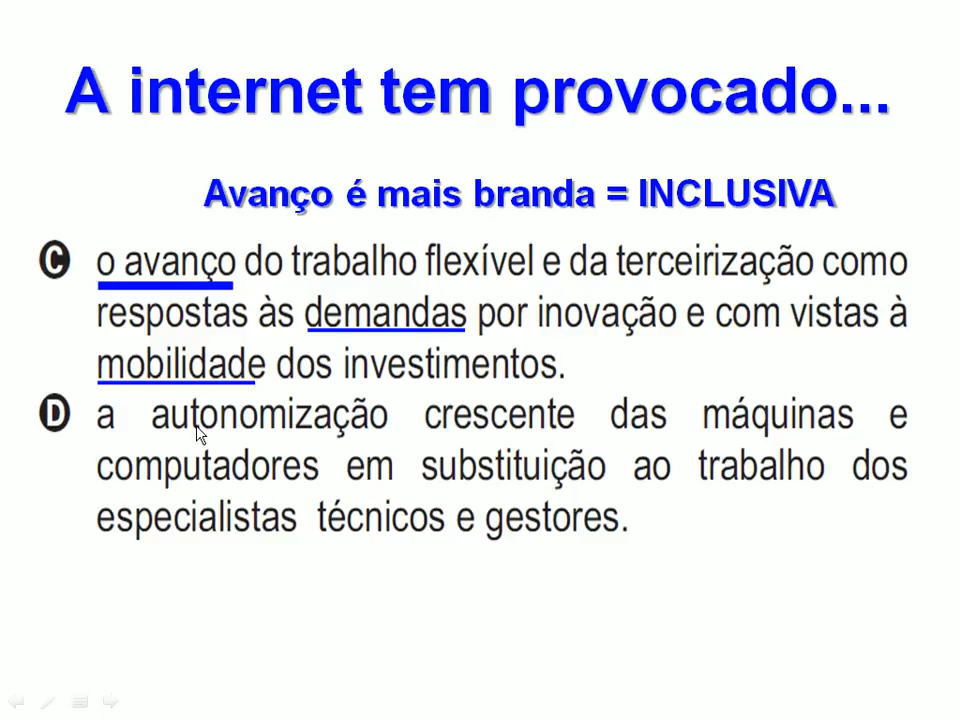 A internet tem provocado...
Avanço é mais branda = INCLUSIVA
C o avanço do trabalho flexível e da terceirização como
respostas às demandas por inovação e com vistas à
mobilidade dos investimentos.
D a autonomização crescente das máquinas e
computadores em substituição ao trabalho dos
especialistas técnicos e gestores.